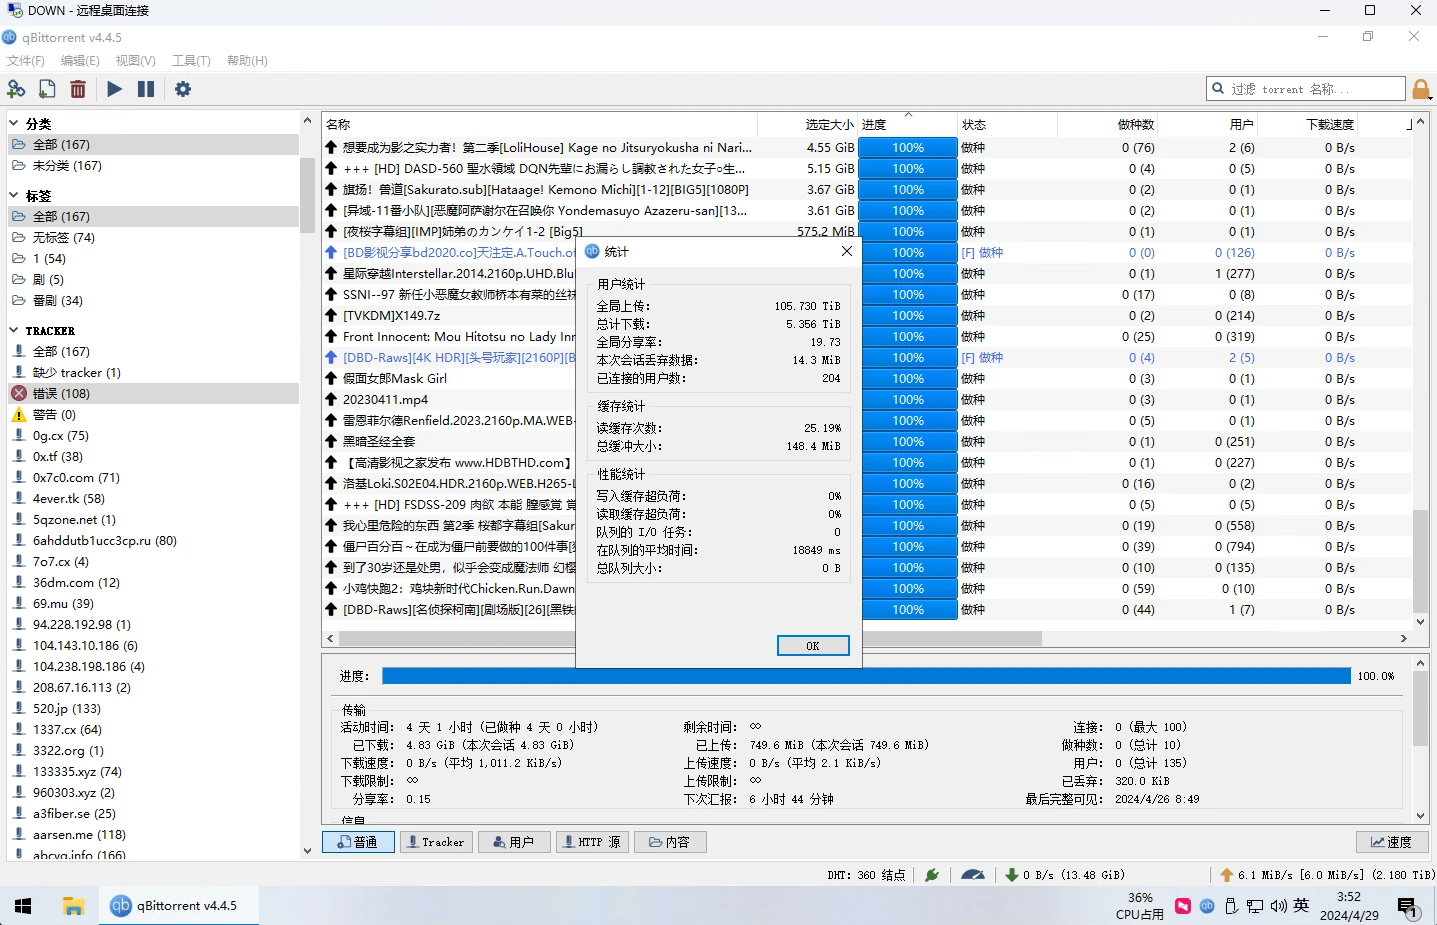 DOWN - 远程桌面连接
qBittorrent v4.4.5
文件(F) 编辑(E) 视图(V) 工具(T) 帮助(H)
过滤 torrent 名称...
分类
全部 (167)
未分类 (167)
标签
全部 (167)
无标签 (74)
1 (54)
剧 (5)
番剧 (34)
TRACKER
全部 (167)
缺少 tracker (1)
错误 (108)
警告 (0)
0g.cx (75)
0x.tf (38)
0x7c0.com (71)
4ever.tk (58)
5qzone.net (1)
6ahddutb1ucc3cp.ru (80)
7o7.cx (4)
36dm.com (12)
69.mu (39)
94.228.192.98 (1)
104.143.10.186 (6)
104.238.198.186 (4)
208.67.16.113 (2)
520.jp (133)
1337.cx (64)
3322.org (1)
133335.xyz (74)
960303.xyz (2)
a3fiber.se (25)
aarsen.me (118)
abcvg.info (166)
名称 选定大小 进度 状态 做种数 用户 下载速度 上
想要成为影之实力者！第二季[LoliHouse] Kage no Jitsuryokusha ni Nari... 4.55 GiB 100% 做种 0 (76) 2 (6) 0 B/s
+++ [HD] DASD-560 聖水領域 DQN先輩にお漏らし調教された女子○生... 5.15 GiB 100% 做种 0 (4) 0 (5) 0 B/s
旗扬！兽道[Sakurato.sub][Hataage! Kemono Michi][1-12][BIG5][1080P] 3.67 GiB 100% 做种 0 (2) 0 (1) 0 B/s
[异域-11番小队][恶魔阿萨谢尔在召唤你 Yondemasuyo Azazeru-san][13... 3.61 GiB 100% 做种 0 (2) 0 (1) 0 B/s
[夜桜字幕组][IMP]姉弟のカンケイ1-2 [Big5] 575.2 MiB 100% 做种 0 (1) 0 (1) 0 B/s
[BD影视分享bd2020.co]天注定.A.Touch.of 100% [F] 做种 0 (0) 0 (126) 0 B/s
星际穿越Interstellar.2014.2160p.UHD.Blu 100% 做种 0 (1) 1 (277) 0 B/s
SSNI--97 新任小恶魔女教师桥本有菜的丝袜 100% 做种 0 (17) 0 (8) 0 B/s
[TVKDM]X149.7z 100% 做种 0 (2) 0 (214) 0 B/s
Front Innocent: Mou Hitotsu no Lady Inn 100% 做种 0 (25) 0 (319) 0 B/s
[DBD-Raws][4K HDR][头号玩家][2160P][B 100% [F] 做种 0 (4) 2 (5) 0 B/s
假面女郎Mask Girl 100% 做种 0 (3) 0 (1) 0 B/s
20230411.mp4 100% 做种 0 (3) 0 (1) 0 B/s
雷恩菲尔德Renfield.2023.2160p.MA.WEB- 100% 做种 0 (5) 0 (1) 0 B/s
黑暗圣经全套 100% 做种 0 (1) 0 (251) 0 B/s
【高清影视之家发布 www.HDBTHD.com】 100% 做种 0 (1) 0 (227) 0 B/s
洛基Loki.S02E04.HDR.2160p.WEB.H265-L 100% 做种 0 (16) 0 (2) 0 B/s
+++ [HD] FSDSS-209 肉欲 本能 膣感覚 覚 100% 做种 0 (5) 0 (5) 0 B/s
我心里危险的东西 第2季 桜都字幕组[Sakur 100% 做种 0 (19) 0 (558) 0 B/s
僵尸百分百～在成为僵尸前要做的100件事[ 100% 做种 0 (39) 0 (794) 0 B/s
到了30岁还是处男，似乎会变成魔法师 幻樱 100% 做种 0 (10) 0 (135) 0 B/s
小鸡快跑2：鸡块新时代Chicken.Run.Dawn 100% 做种 0 (59) 0 (10) 0 B/s
[DBD-Raws][名侦探柯南][剧场版][26][黑铁 100% 做种 0 (44) 1 (7) 0 B/s
统计
用户统计
全局上传： 105.730 TiB
总计下载： 5.356 TiB
全局分享率： 19.73
本次会话丢弃数据： 14.3 MiB
已连接的用户数： 204
缓存统计
读缓存次数： 25.19%
总缓冲大小： 148.4 MiB
性能统计
写入缓存超负荷： 0%
读取缓存超负荷： 0%
队列的 I/O 任务： 0
在队列的平均时间： 18849 ms
总队列大小： 0 B
OK
进度： 100.0%
传输
活动时间： 4 天 1 小时 (已做种 4 天 0 小时) 剩余时间： ∞ 连接： 0 (最大 100)
已下载： 4.83 GiB (本次会话 4.83 GiB) 已上传： 749.6 MiB (本次会话 749.6 MiB) 做种数： 0 (总计 10)
下载速度： 0 B/s (平均 1,011.2 KiB/s) 上传速度： 0 B/s (平均 2.1 KiB/s) 用户： 0 (总计 135)
下载限制： ∞ 上传限制： ∞ 已丢弃： 320.0 KiB
分享率： 0.15 下次汇报： 6 小时 44 分钟 最后完整可见： 2024/4/26 8:49
信息
普通 Tracker 用户 HTTP 源 内容 速度
DHT: 360 结点 0 B/s (13.48 GiB) 6.1 MiB/s [6.0 MiB/s] (2.180 TiB)
qBittorrent v4.4.5
36%
CPU占用
英
3:52
2024/4/29
1